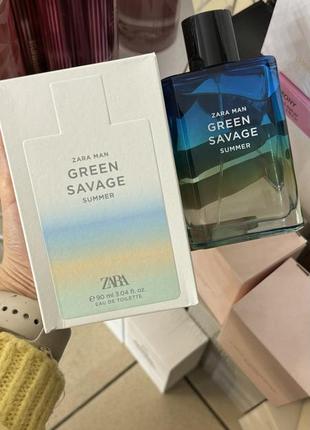 ZARA MAN
GREEN
SAVAGE
SUMMER
ZARA
℮ 90 ml 3.04 fl. oz.
EAU DE TOILETTE
ZARA MAN
GREEN
SAVAGE
SUMMER